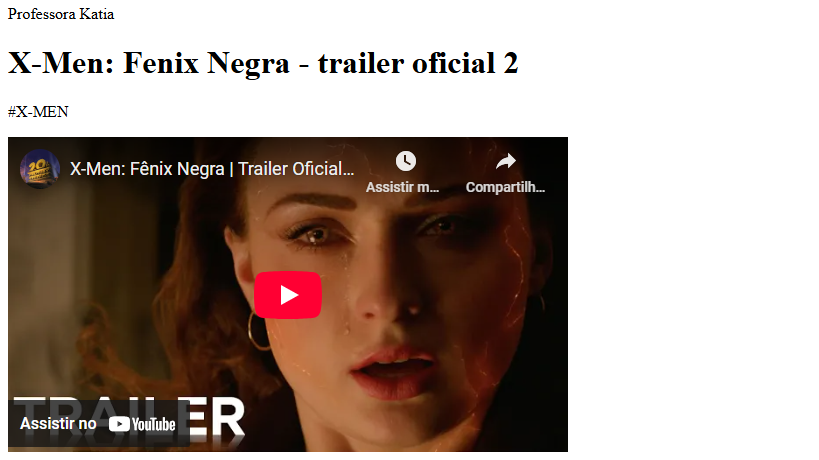 Professora Katia
X-Men: Fenix Negra - trailer oficial 2
#X-MEN
X-Men: Fênix Negra | Trailer Oficial...
Assistir m...
Compartilh...
TRAILER
Assistir no YouTube